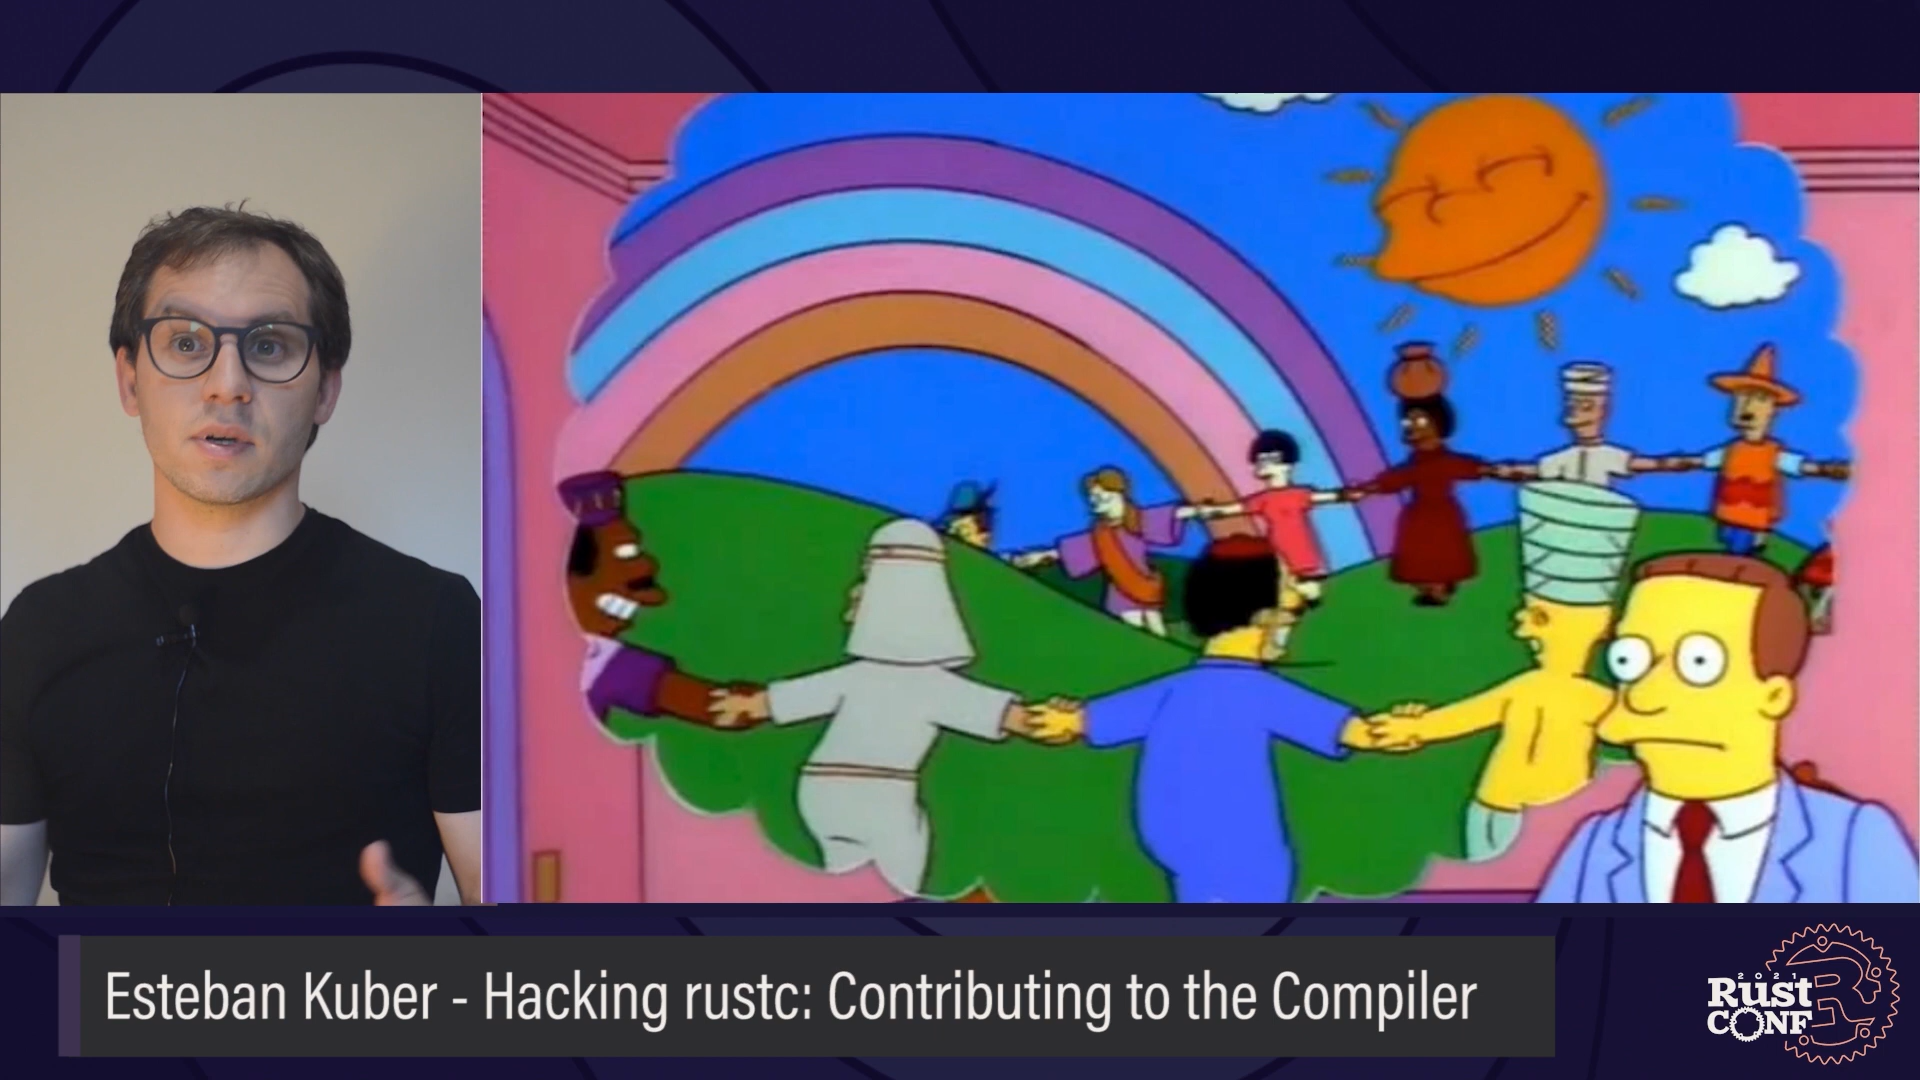 Esteban Kuber - Hacking rustc: Contributing to the Compiler
2021
RUST
CONF